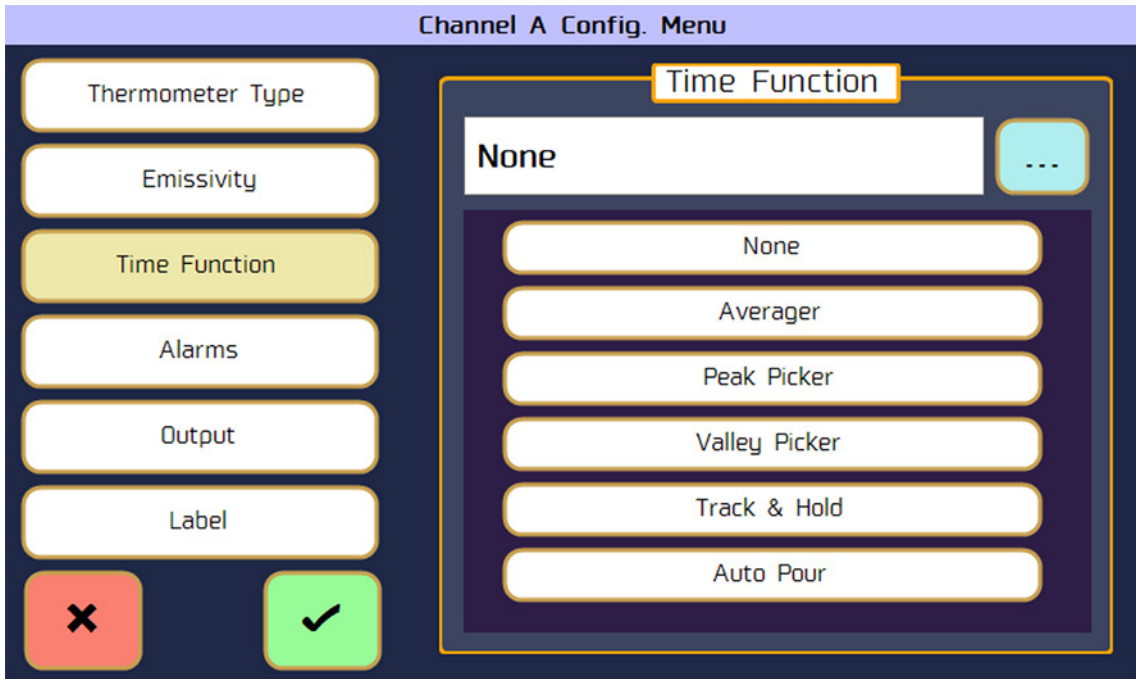 Channel A Config. Menu
Thermometer Type
Emissivity
Time Function
Alarms
Output
Label
Time Function
None
...
None
Averager
Peak Picker
Valley Picker
Track & Hold
Auto Pour